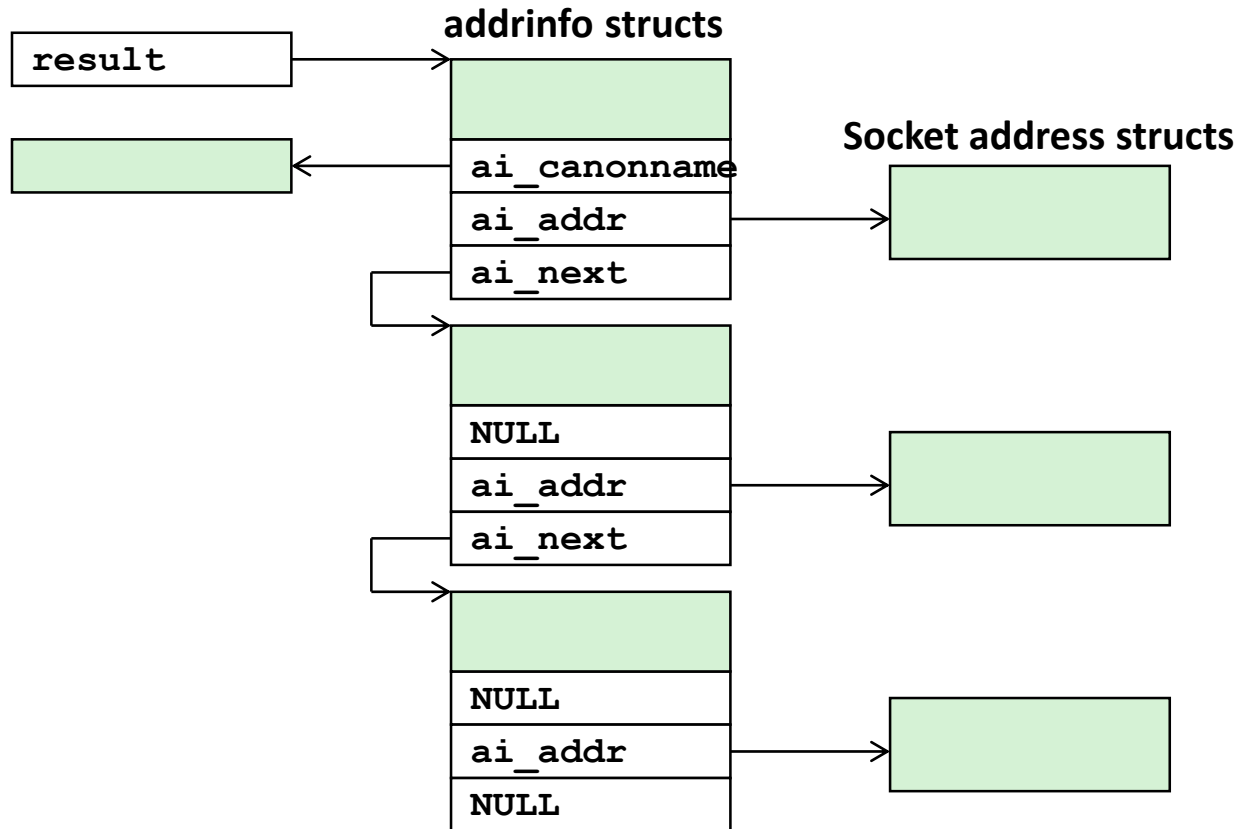 addrinfo structs
result
Socket address structs
ai_canonname
ai_addr
ai_next
NULL
ai_addr
ai_next
NULL
ai_addr
NULL